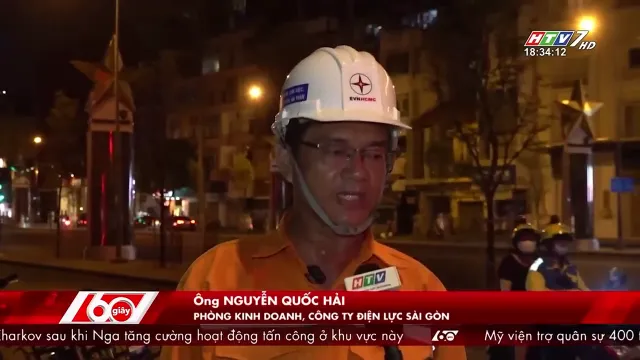 HTV7 HD
18:34:12
EVNHCMC
HTV
60 giây
Ông NGUYỄN QUỐC HẢI
PHÒNG KINH DOANH, CÔNG TY ĐIỆN LỰC SÀI GÒN
Kharkov sau khi Nga tăng cường hoạt động tấn công ở khu vực này 60 Mỹ viện trợ quân sự 400